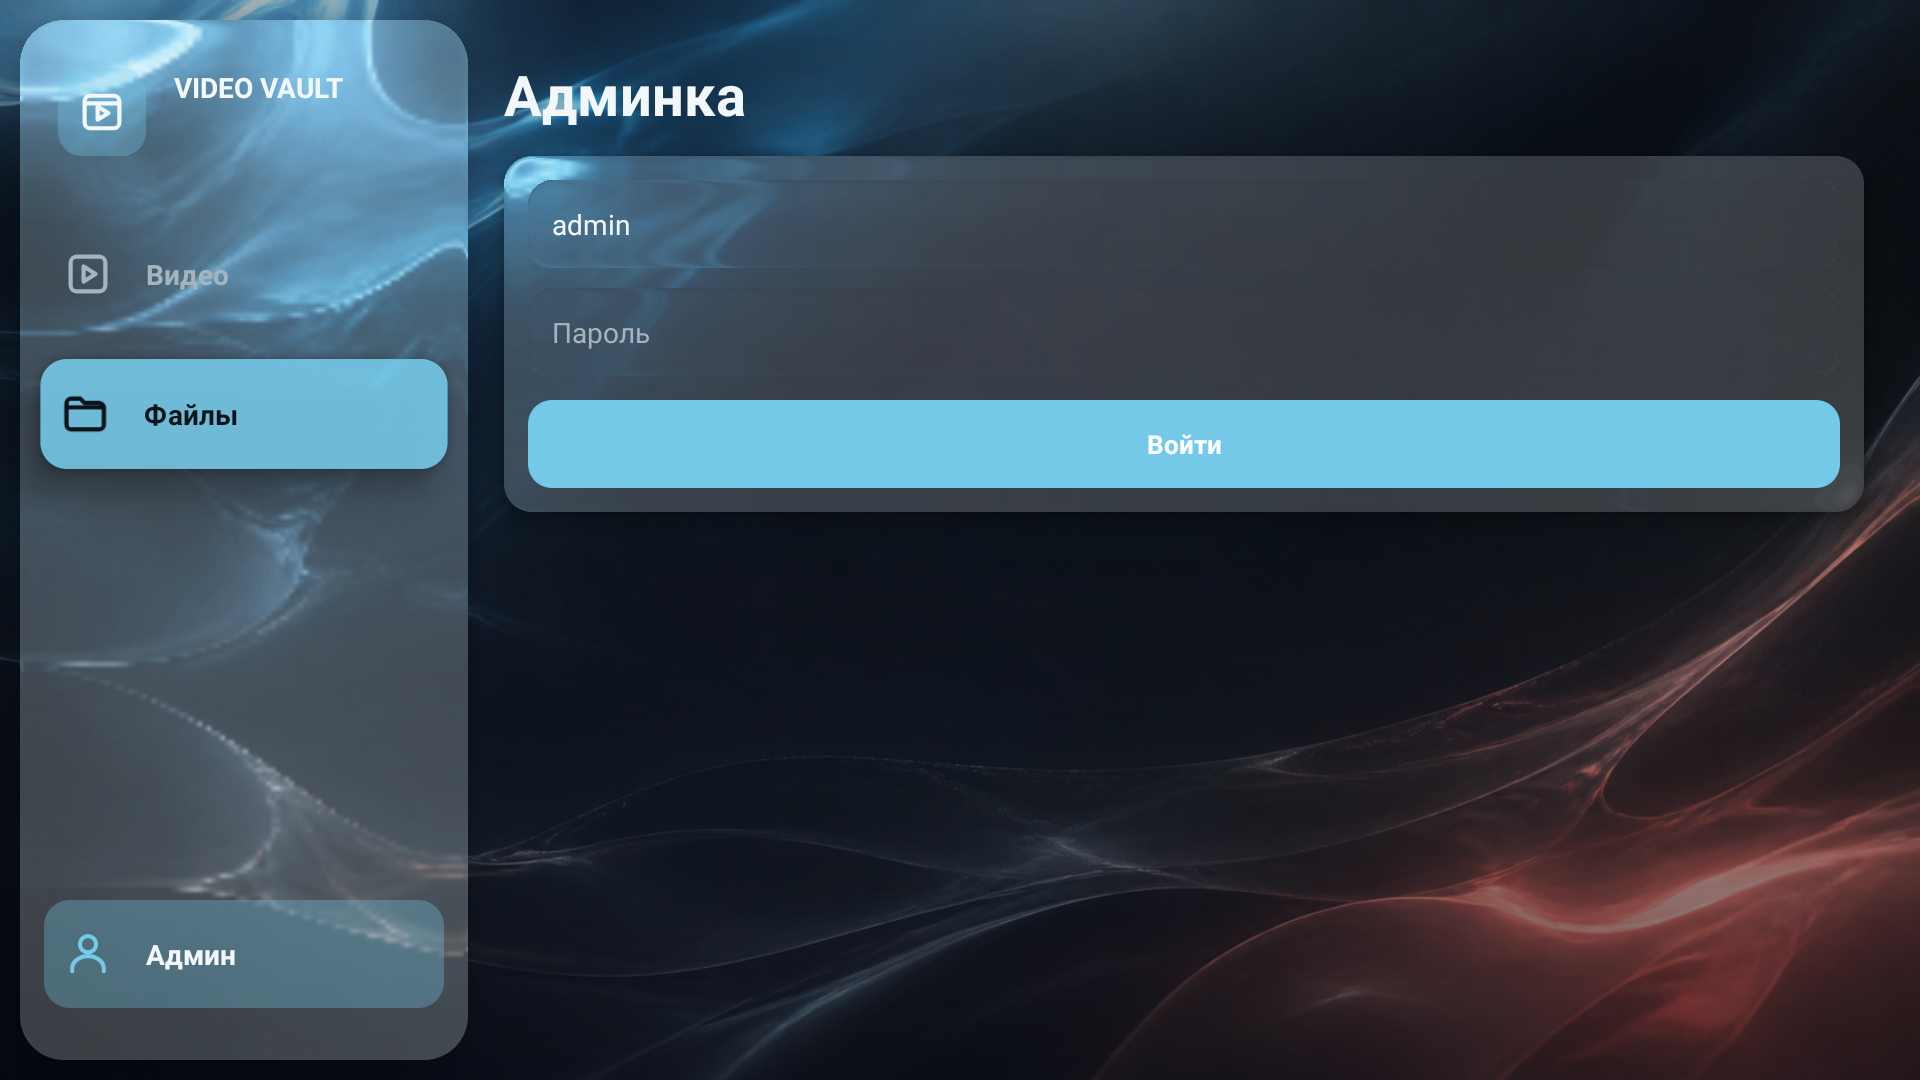 VIDEO VAULT
Видео
Файлы
Админ
Админка
admin
Пароль
Войти